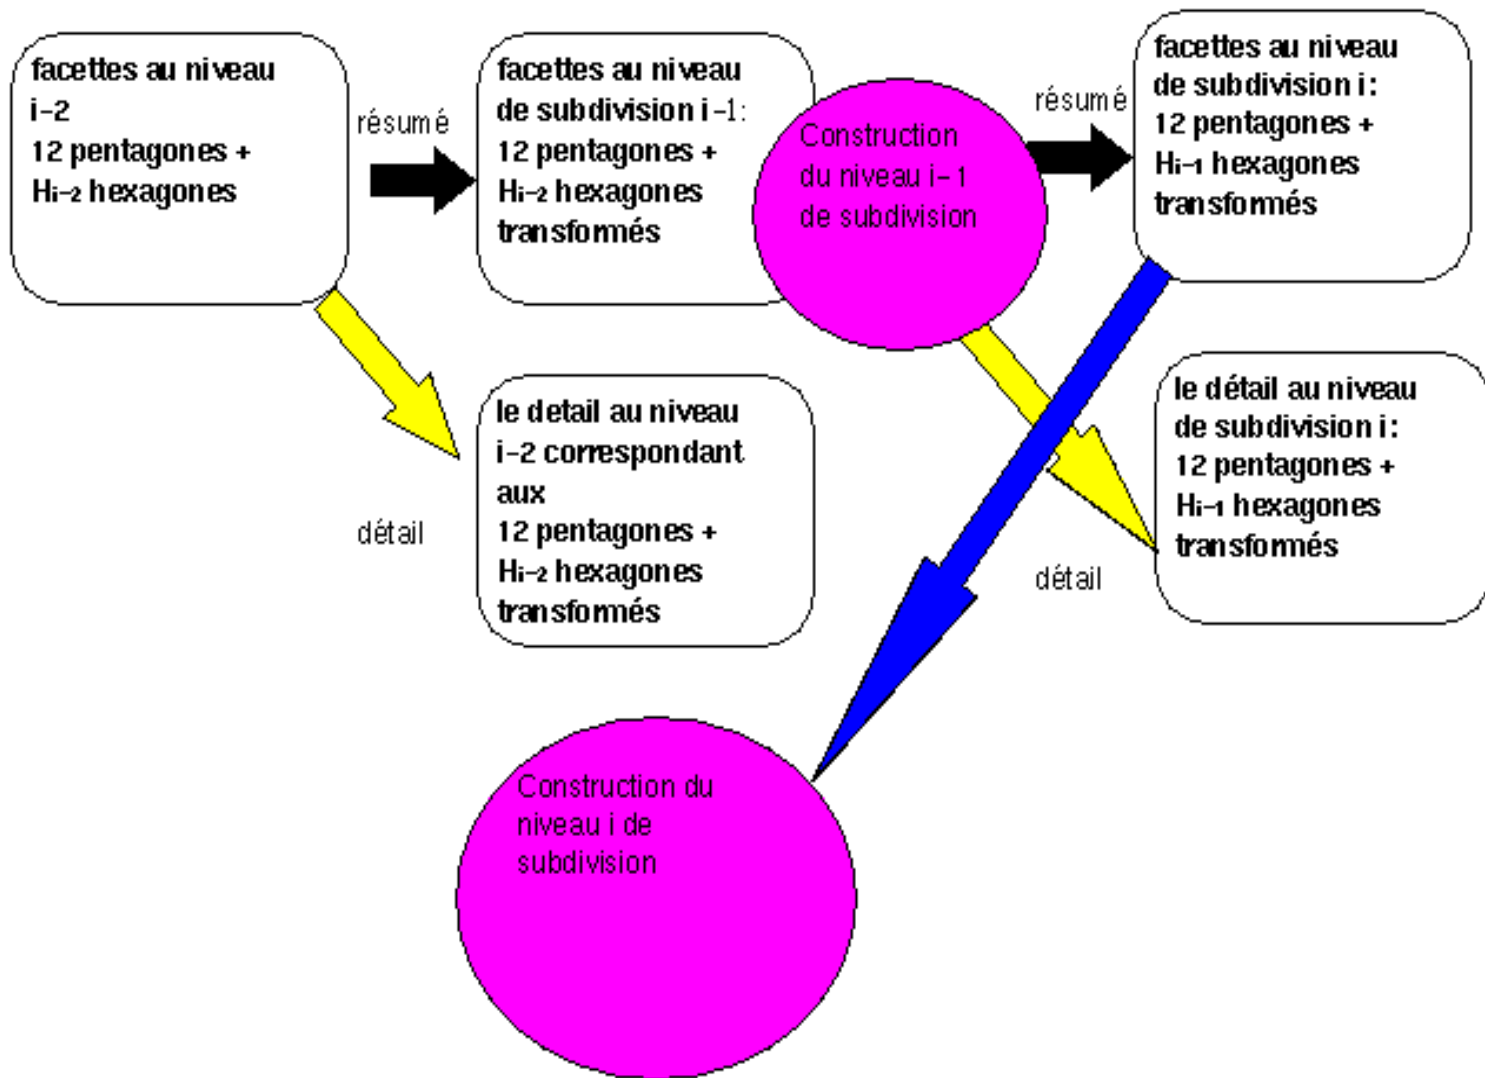 facettes au niveau
i-2
12 pentagones +
Hi-2 hexagones
résumé
facettes au niveau
de subdivision i-1:
12 pentagones +
Hi-2 hexagones
transformés
Construction
du niveau i-1
de subdivision
résumé
facettes au niveau
de subdivision i:
12 pentagones +
Hi-1 hexagones
transformés
détail
le detail au niveau
i-2 correspondant
aux
12 pentagones +
Hi-2 hexagones
transformés
détail
le détail au niveau
de subdivision i:
12 pentagones +
Hi-1 hexagones
transformés
Construction du
niveau i de
subdivision